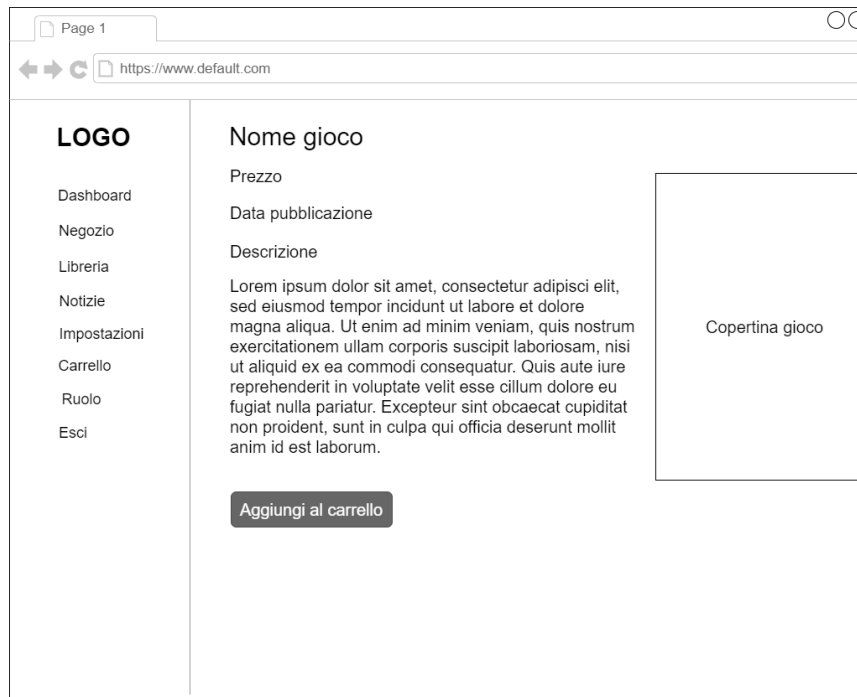 Page 1
https://www.default.com
LOGO
Dashboard
Negozio
Libreria
Notizie
Impostazioni
Carrello
Ruolo
Esci
Nome gioco
Prezzo
Data pubblicazione
Descrizione
Lorem ipsum dolor sit amet, consectetur adipisci elit,
sed eiusmod tempor incidunt ut labore et dolore
magna aliqua. Ut enim ad minim veniam, quis nostrum
exercitationem ullam corporis suscipit laboriosam, nisi
ut aliquid ex ea commodi consequatur. Quis aute iure
reprehenderit in voluptate velit esse cillum dolore eu
fugiat nulla pariatur. Excepteur sint obcaecat cupiditat
non proident, sunt in culpa qui officia deserunt mollit
anim id est laborum.
Aggiungi al carrello
Copertina gioco